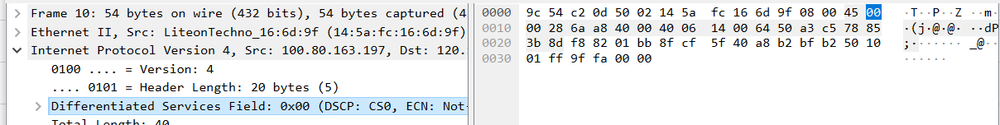 Frame 10: 54 bytes on wire (432 bits), 54 bytes captured (4
Ethernet II, Src: LiteonTechno_16:6d:9f (14:5a:fc:16:6d:9f)
Internet Protocol Version 4, Src: 100.80.163.197, Dst: 120.
0100 .... = Version: 4
.... 0101 = Header Length: 20 bytes (5)
Differentiated Services Field: 0x00 (DSCP: CS0, ECN: Not-
Total Length: 40
0000 9c 54 c2 0d 50 02 14 5a fc 16 6d 9f 08 00 45 00 ·T··P··Z ··m···
0010 00 28 6a a8 40 00 40 06 14 00 64 50 a3 c5 78 85 ·(j·@·@· ··dP
0020 3b 8d f8 82 01 bb 8f cf 5f 40 a8 b2 bf b2 50 10 ;······· _@····
0030 01 ff 9f fa 00 00 ······